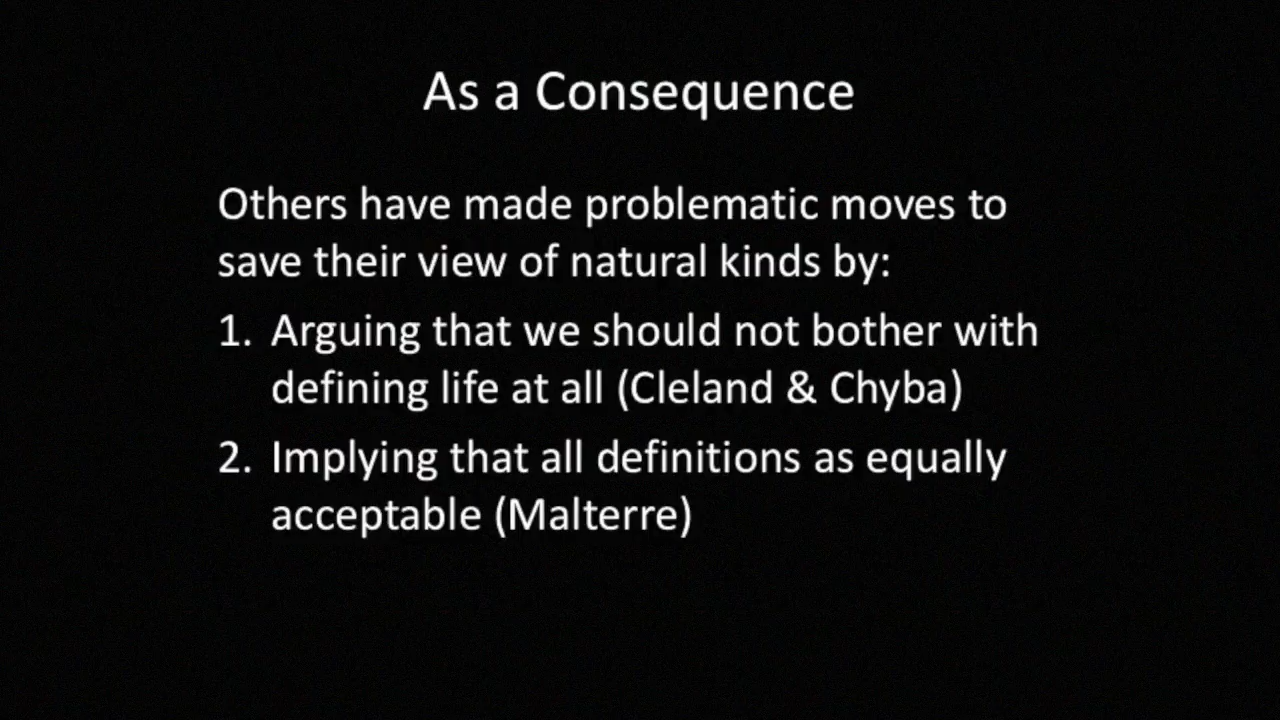 As a Consequence
Others have made problematic moves to
save their view of natural kinds by:
1. Arguing that we should not bother with
defining life at all (Cleland & Chyba)
2. Implying that all definitions as equally
acceptable (Malterre)